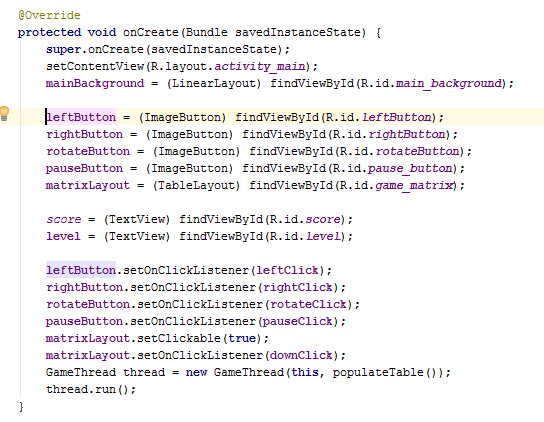 @Override
protected void onCreate(Bundle savedInstanceState) {
super.onCreate(savedInstanceState);
setContentView(R.layout.activity_main);
mainBackground = (LinearLayout) findViewById(R.id.main_background);
leftButton = (ImageButton) findViewById(R.id.leftButton);
rightButton = (ImageButton) findViewById(R.id.rightButton);
rotateButton = (ImageButton) findViewById(R.id.rotateButton);
pauseButton = (ImageButton) findViewById(R.id.pause_button);
matrixLayout = (TableLayout) findViewById(R.id.game_matrix);
score = (TextView) findViewById(R.id.score);
level = (TextView) findViewById(R.id.level);
leftButton.setOnClickListener(leftClick);
rightButton.setOnClickListener(rightClick);
rotateButton.setOnClickListener(rotateClick);
pauseButton.setOnClickListener(pauseClick);
matrixLayout.setClickable(true);
matrixLayout.setOnClickListener(downClick);
GameThread thread = new GameThread(this, populateTable());
thread.run();
}